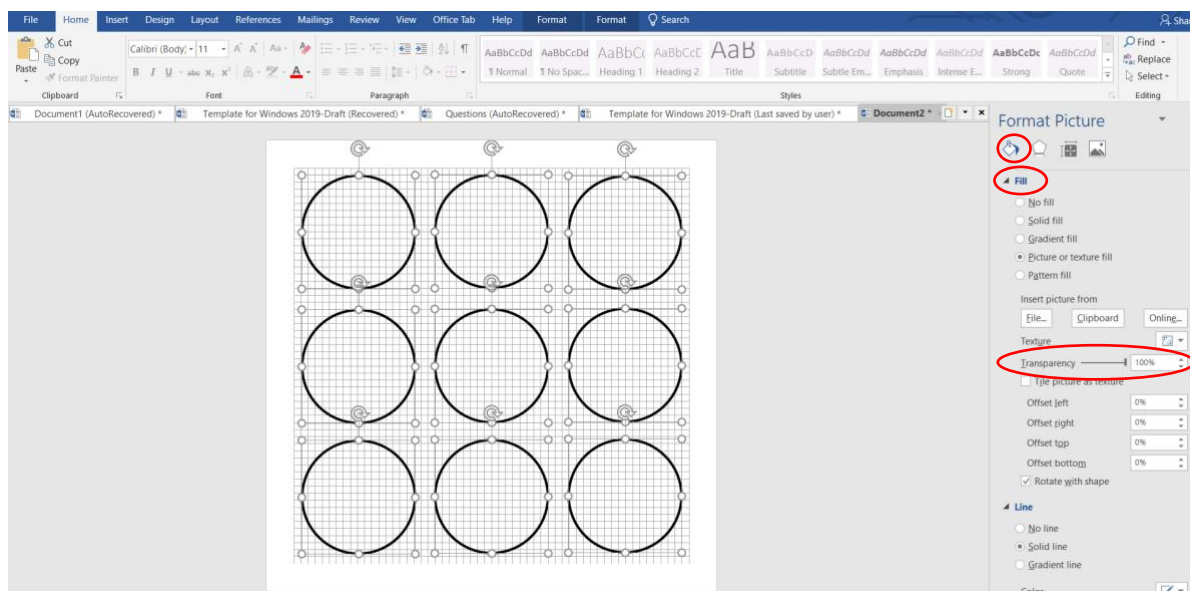 File Home Insert Design Layout References Mailings Review View Office Tab Help Format Format Search Shar
Cut
Copy
Format Painter
Paste
Calibri (Body; 11 A A Aa
B I U abc X₂ X² A A
AaBbCcDd AaBbCcDd AaBbCc AaBbCcE AaB AaBbCcD AaBbCcDd AaBbCcDd AaBbCcDd AaBbCcDc AaBbCcDd
¶ Normal ¶ No Spac... Heading 1 Heading 2 Title Subtitle Subtle Em... Emphasis Intense E... Strong Quote
Find
Replace
Select
Clipboard Font Paragraph Styles Editing
Document1 (AutoRecovered) * Template for Windows 2019-Draft (Recovered) * Questions (AutoRecovered) * Template for Windows 2019-Draft (Last saved by user) * Document2 *
Format Picture
Fill
No fill
Solid fill
Gradient fill
Picture or texture fill
Pattern fill
Insert picture from
File... Clipboard Online...
Texture
Transparency 100%
Tile picture as texture
Offset left 0%
Offset right 0%
Offset top 0%
Offset bottom 0%
Rotate with shape
Line
No line
Solid line
Gradient line